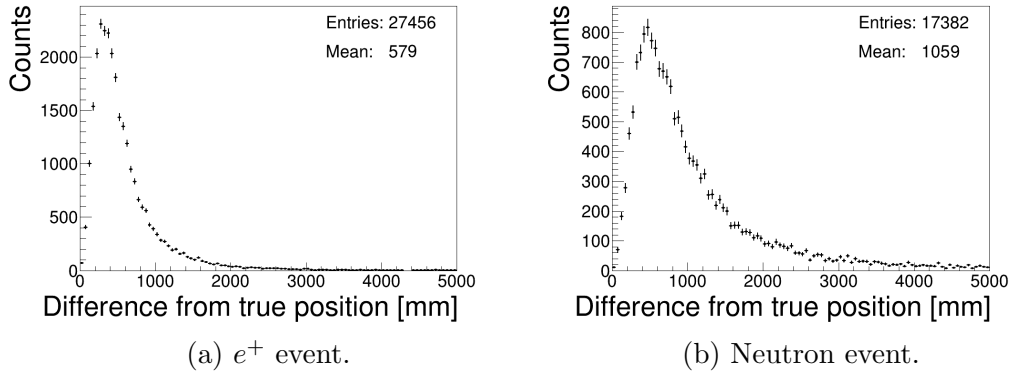 Counts
Entries: 27456
Mean: 579
2000
1500
1000
500
0
0 1000 2000 3000 4000 5000
Difference from true position [mm]
(a) e⁺ event.
Counts
Entries: 17382
Mean: 1059
800
700
600
500
400
300
200
100
0
0 1000 2000 3000 4000 5000
Difference from true position [mm]
(b) Neutron event.